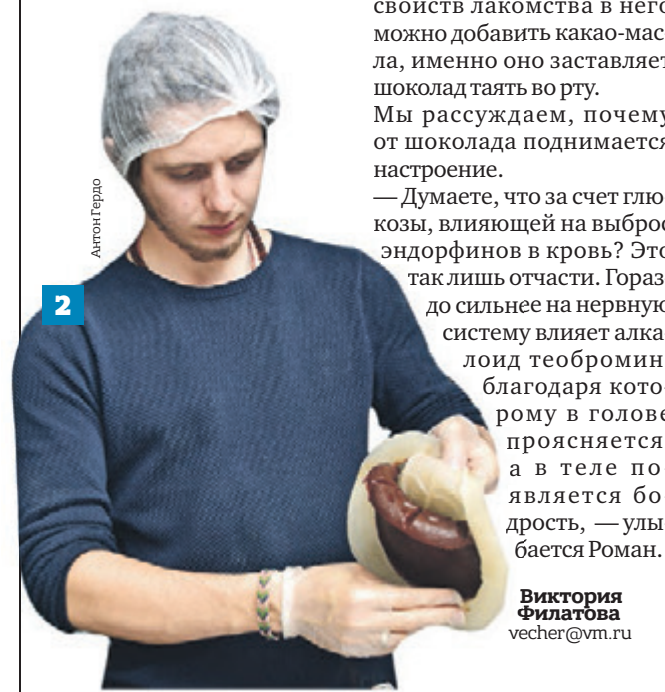 свойств лакомства в него
можно добавить какао-мас-
ла, именно оно заставляет
шоколад таять во рту.
Мы рассуждаем, почему
от шоколада поднимается
настроение.
— Думаете, что за счет глю-
козы, влияющей на выброс
эндорфинов в кровь? Это
так лишь отчасти. Гораз-
до сильнее на нервную
систему влияет алка-
лоид теобромин,
благодаря кото-
рому в голове
проясняется,
а в теле по-
является бо-
дрость, — улы-
бается Роман.
Виктория
Филатова
vecher@vm.ru
Антон Гердо
2